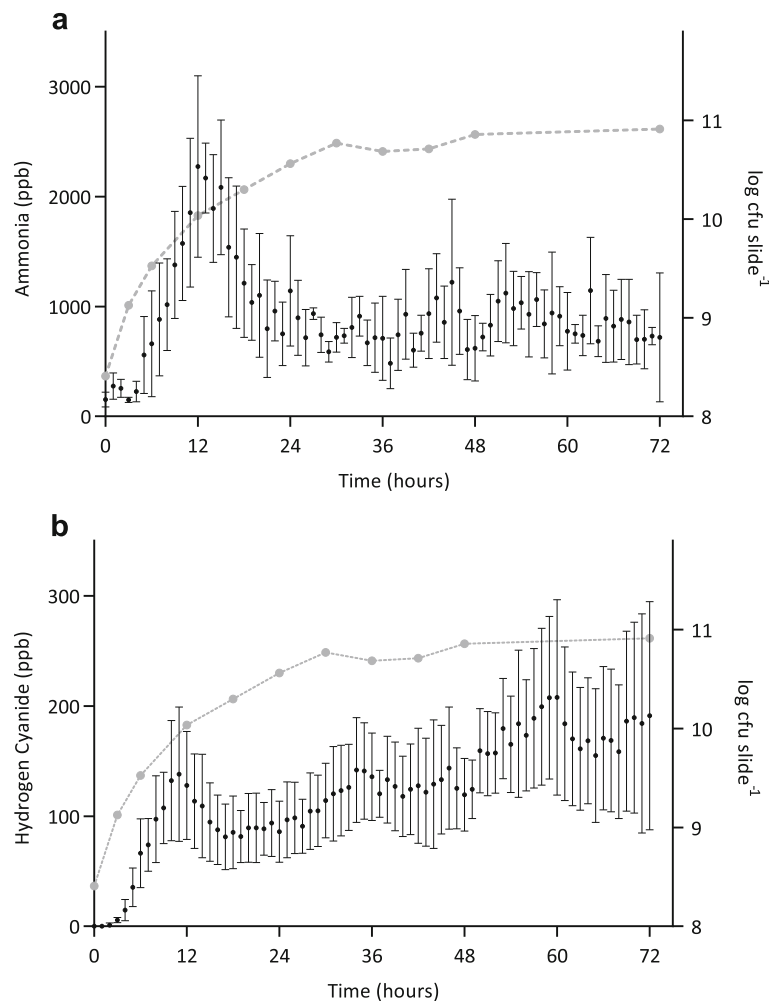 a
3000
2000
1000
0
Ammonia (ppb)
11
10
9
8
log cfu slide-1
0 12 24 36 48 60 72
Time (hours)
b
300
200
100
0
Hydrogen Cyanide (ppb)
11
10
9
8
log cfu slide-1
0 12 24 36 48 60 72
Time (hours)